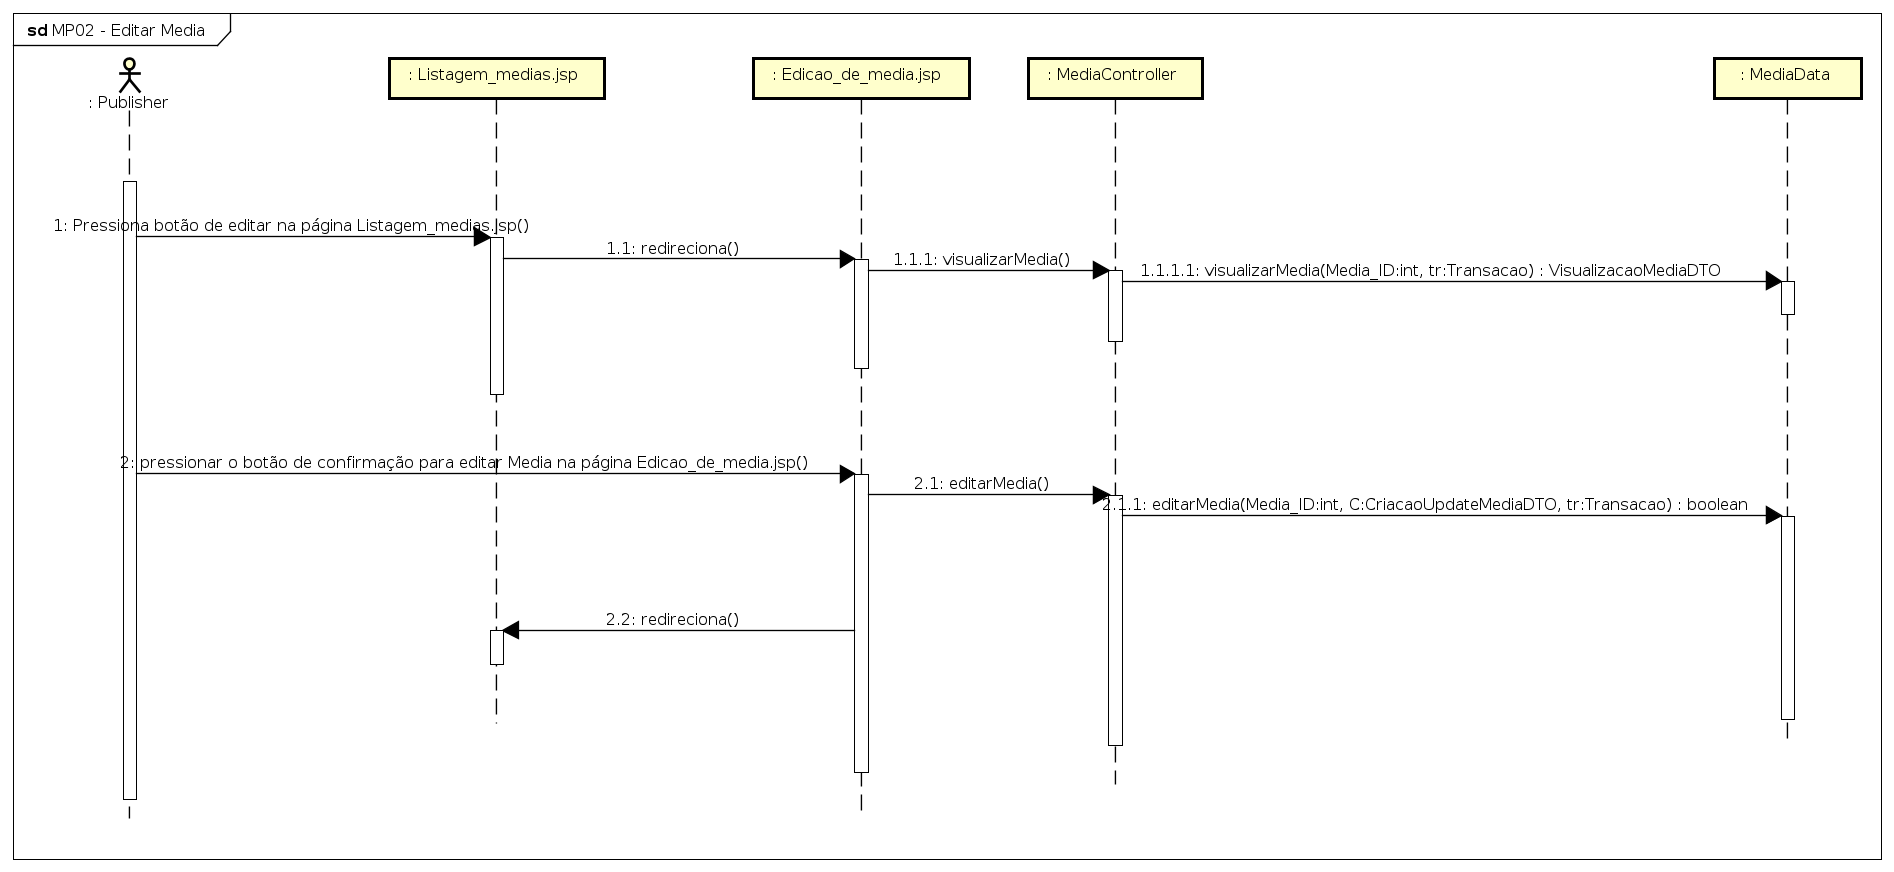 sd MP02 - Editar Media
: Publisher
: Listagem_medias.jsp
: Edicao_de_media.jsp
: MediaController
: MediaData
1: Pressiona botão de editar na página Listagem_medias.jsp()
1.1: redireciona()
1.1.1: visualizarMedia()
1.1.1.1: visualizarMedia(Media_ID:int, tr:Transacao) : VisualizacaoMediaDTO
2: pressionar o botão de confirmação para editar Media na página Edicao_de_media.jsp()
2.1: editarMedia()
2.1.1: editarMedia(Media_ID:int, C:CriacaoUpdateMediaDTO, tr:Transacao) : boolean
2.2: redireciona()